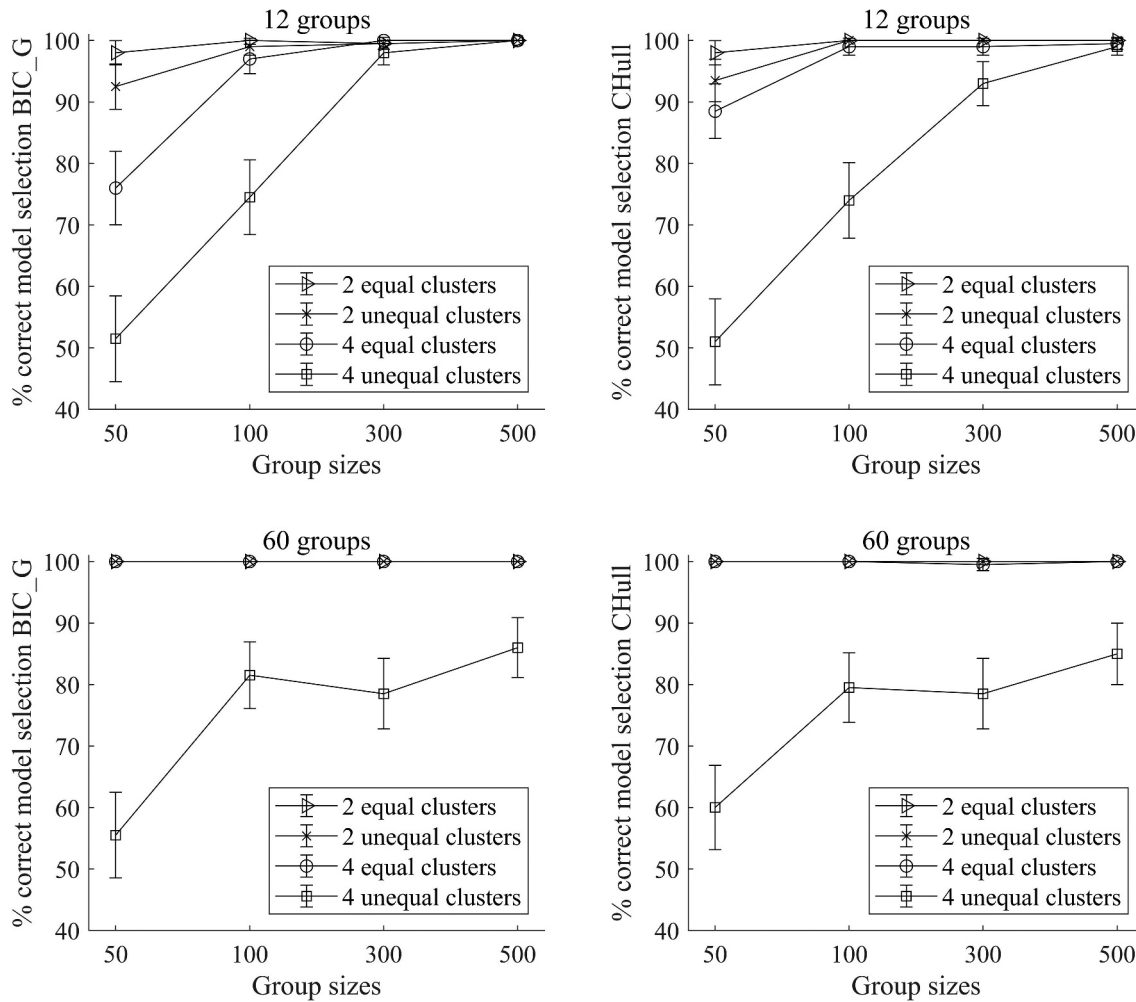 12 groups
% correct model selection BIC_G
100
90
80
70
60
50
40
2 equal clusters
2 unequal clusters
4 equal clusters
4 unequal clusters
50 100 300 500
Group sizes
12 groups
% correct model selection CHull
100
90
80
70
60
50
40
2 equal clusters
2 unequal clusters
4 equal clusters
4 unequal clusters
50 100 300 500
Group sizes
60 groups
% correct model selection BIC_G
100
90
80
70
60
50
40
2 equal clusters
2 unequal clusters
4 equal clusters
4 unequal clusters
50 100 300 500
Group sizes
60 groups
% correct model selection CHull
100
90
80
70
60
50
40
2 equal clusters
2 unequal clusters
4 equal clusters
4 unequal clusters
50 100 300 500
Group sizes